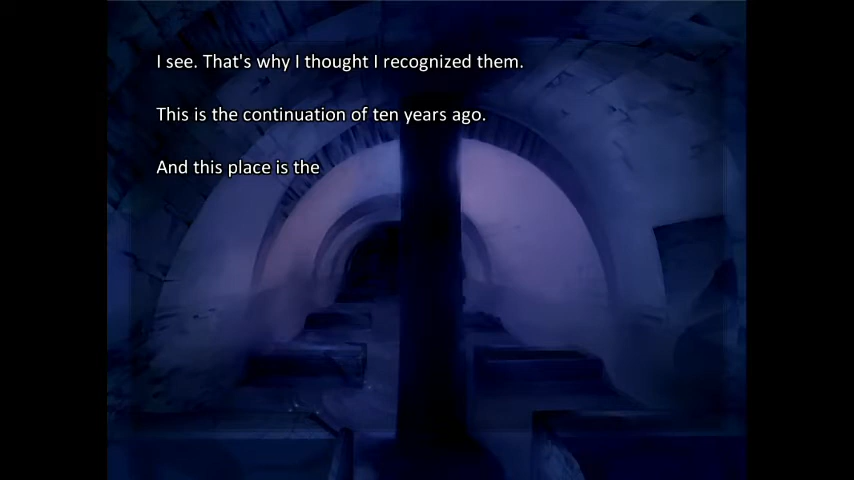 I see. That's why I thought I recognized them.
This is the continuation of ten years ago.
And this place is the